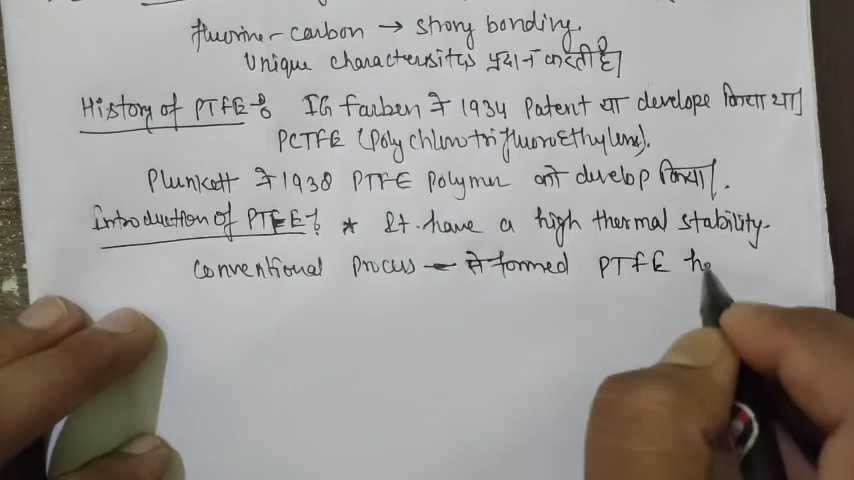 fluorine-carbon → strong bonding.
Unique characteristics प्रदान करती है|
History of PTFE:- IG Farben ने 1934 Patent या develope किया था|
PCTFE (Polychlorotrifluoroethylene).
Plunkett ने 1938 PTFE Polymer को develop किया|.
Introduction of PTFE:- * It have a high thermal stability.
Conventional Process — से formed PTFE